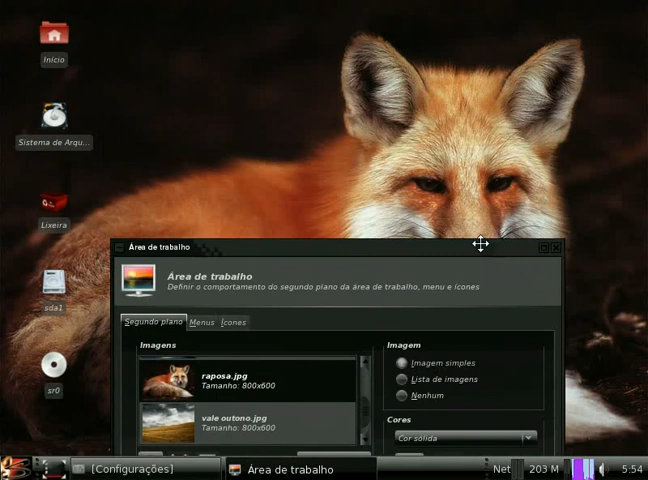 Início
Sistema de Arqu...
Lixeira
sda1
sr0
Área de trabalho
Área de trabalho
Definir o comportamento do segundo plano da área de trabalho, menu e ícones
Segundo plano
Menus
Ícones
Imagens
raposa.jpg
Tamanho: 800x600
vale outono.jpg
Tamanho: 800x600
Imagem
Imagem simples
Lista de imagens
Nenhum
Cores
Cor sólida
[Configurações]
Área de trabalho
Net
203 M
5:54